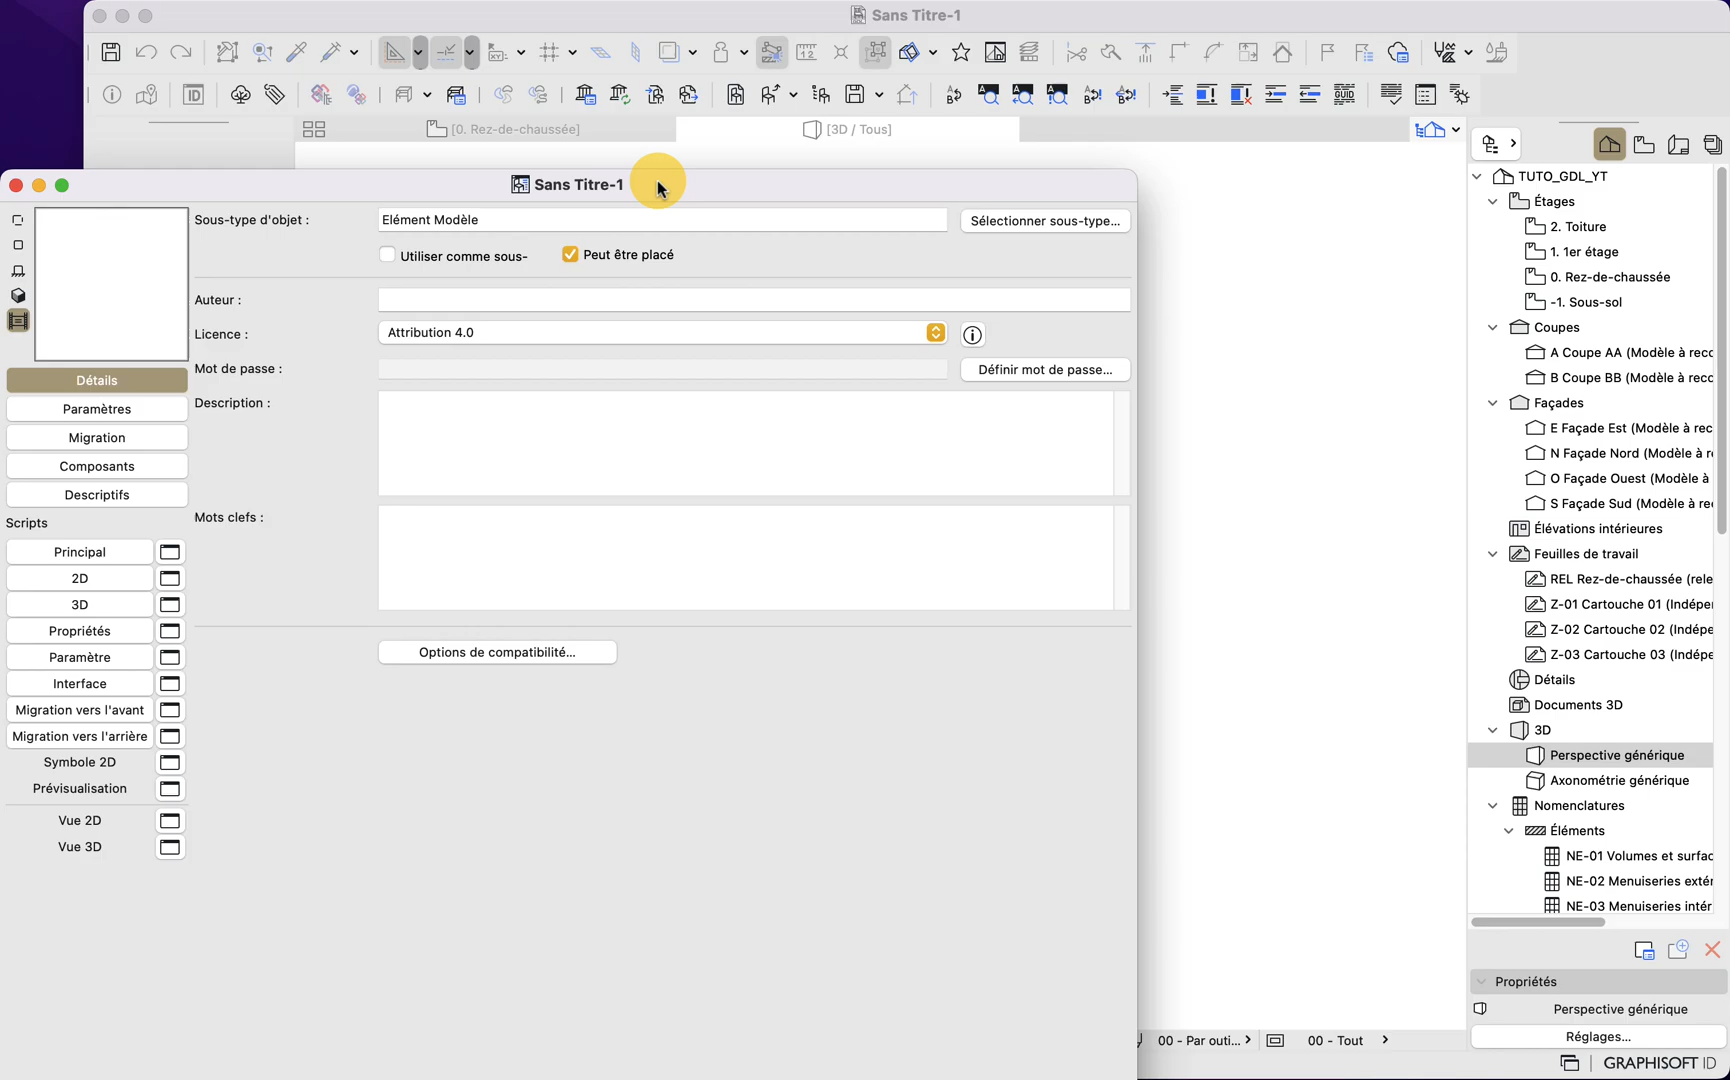 Sans Titre-1
[0. Rez-de-chaussée]
[3D / Tous]
Sans Titre-1
Sous-type d'objet :
Elément Modèle
Sélectionner sous-type...
Utiliser comme sous-
Peut être placé
Auteur :
Licence :
Attribution 4.0
Mot de passe :
Définir mot de passe...
Description :
Mots clefs :
Options de compatibilité...
Détails
Paramètres
Migration
Composants
Descriptifs
Scripts
Principal
2D
3D
Propriétés
Paramètre
Interface
Migration vers l'avant
Migration vers l'arrière
Symbole 2D
Prévisualisation
Vue 2D
Vue 3D
TUTO_GDL_YT
Étages
2. Toiture
1. 1er étage
0. Rez-de-chaussée
-1. Sous-sol
Coupes
A Coupe AA (Modèle à reco
B Coupe BB (Modèle à reco
Façades
E Façade Est (Modèle à rec
N Façade Nord (Modèle à r
O Façade Ouest (Modèle à
S Façade Sud (Modèle à re
Élévations intérieures
Feuilles de travail
REL Rez-de-chaussée (rele
Z-01 Cartouche 01 (Indépe
Z-02 Cartouche 02 (Indépe
Z-03 Cartouche 03 (Indépe
Détails
Documents 3D
3D
Perspective générique
Axonométrie générique
Nomenclatures
Éléments
NE-01 Volumes et surfac
NE-02 Menuiseries extér
NE-03 Menuiseries intér
Propriétés
Perspective générique
Réglages...
00 - Par outi...
00 - Tout
GRAPHISOFT ID